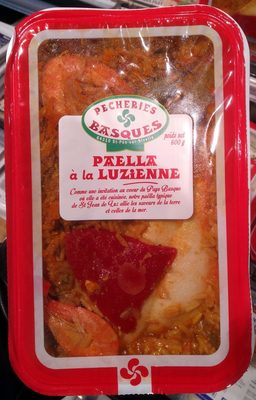 PECHERIES
BASQUES
poids net
600 g
PAELLA
à la LUZIENNE
Comme une invitation au coeur du Pays Basque
où elle a été cuisinée, notre paëlla typique
de St Jean de Luz allie les saveurs de la terre
et celles de la mer.